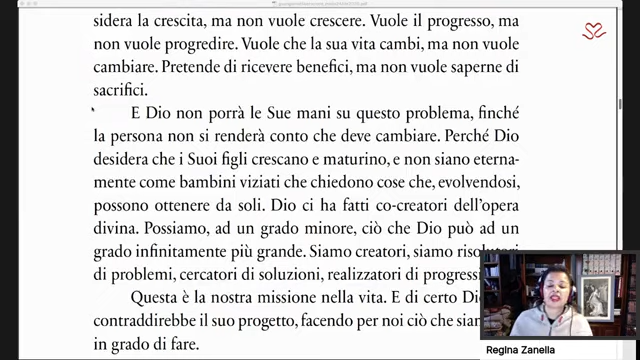 sidera la crescita, ma non vuole crescere. Vuole il progresso, ma
non vuole progredire. Vuole che la sua vita cambi, ma non vuole
cambiare. Pretende di ricevere benefici, ma non vuole saperne di
sacrifici.
E Dio non porrà le Sue mani su questo problema, finché
la persona non si renderà conto che deve cambiare. Perché Dio
desidera che i Suoi figli crescano e maturino, e non siano eterna-
mente come bambini viziati che chiedono cose che, evolvendosi,
possono ottenere da soli. Dio ci ha fatti co-creatori dell'opera
divina. Possiamo, ad un grado minore, ciò che Dio può ad un
grado infinitamente più grande. Siamo creatori, siamo risolutori
di problemi, cercatori di soluzioni, realizzatori di progressi
Questa è la nostra missione nella vita. E di certo Dio
contraddirebbe il suo progetto, facendo per noi ciò che siam
in grado di fare.
Regina Zanella